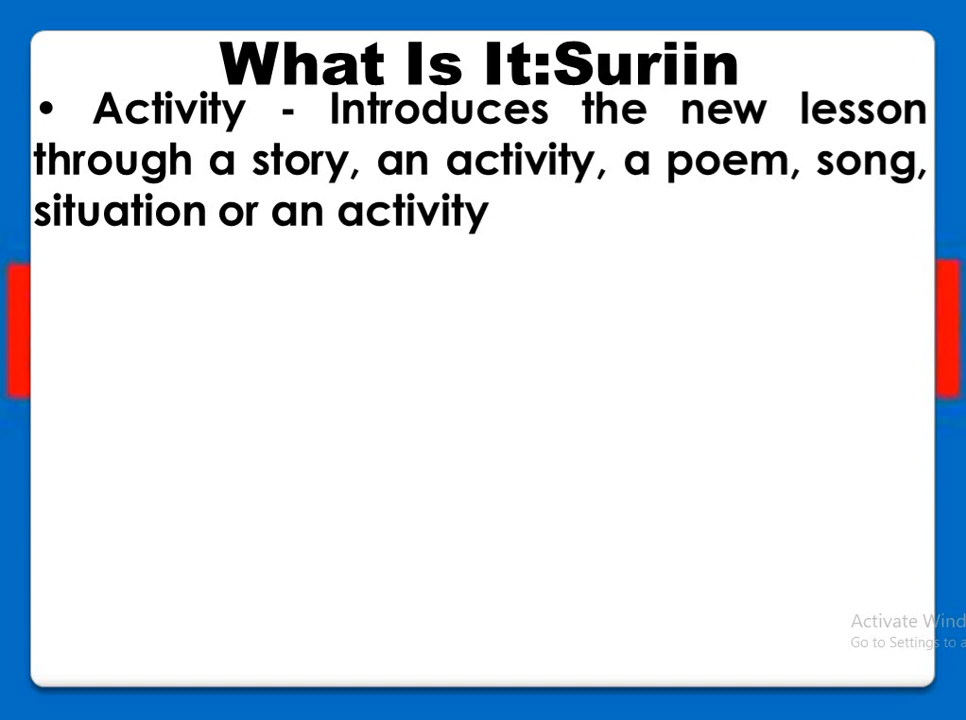 What Is It:Suriin
• Activity - Introduces the new lesson
through a story, an activity, a poem, song,
situation or an activity
Activate Wind
Go to Settings to a